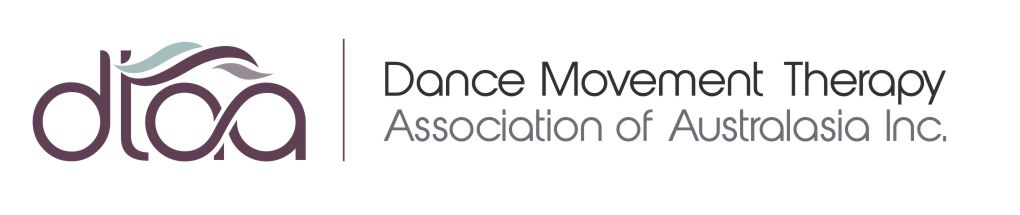 dtaa
Dance Movement Therapy
Association of Australasia Inc.